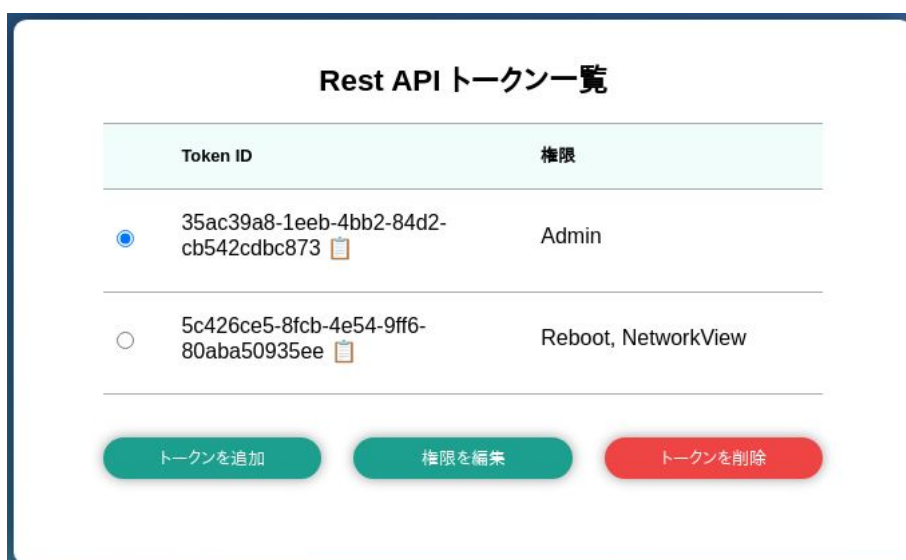 Rest API トークン一覧
Token ID 権限
35ac39a8-1eeb-4bb2-84d2-
cb542cdbc873 📋
Admin
5c426ce5-8fcb-4e54-9ff6-
80aba50935ee 📋
Reboot, NetworkView
トークンを追加 権限を編集 トークンを削除